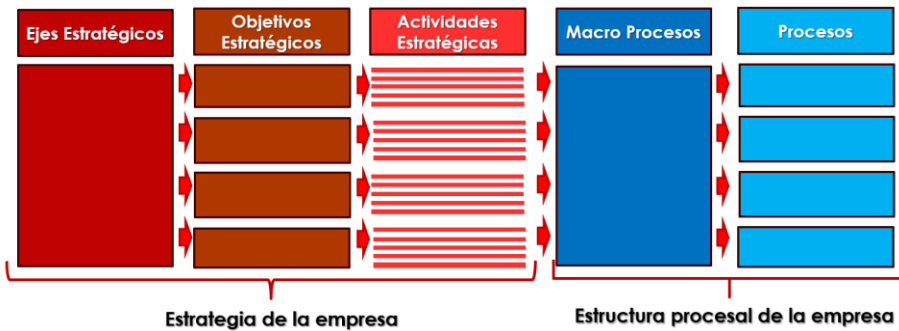 Ejes Estratégicos
Objetivos
Estratégicos
Actividades
Estratégicas
Macro Procesos
Procesos
Estrategia de la empresa
Estructura procesal de la empresa